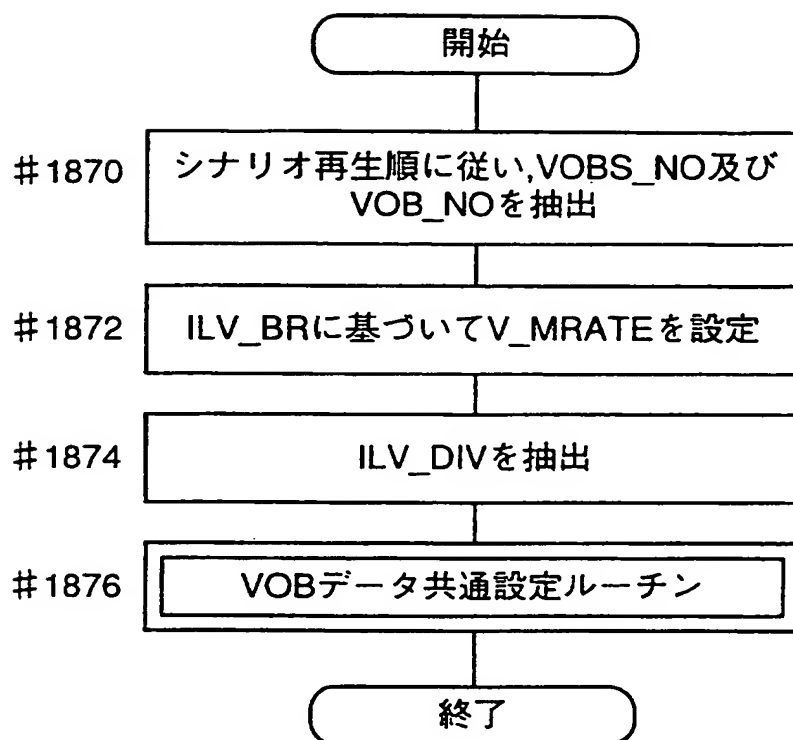 開始
#1870
シナリオ再生順に従い,VOBS_NO及び
VOB_NOを抽出
#1872
ILV_BRに基づいてV_MRATEを設定
#1874
ILV_DIVを抽出
#1876
VOBデータ共通設定ルーチン
終了